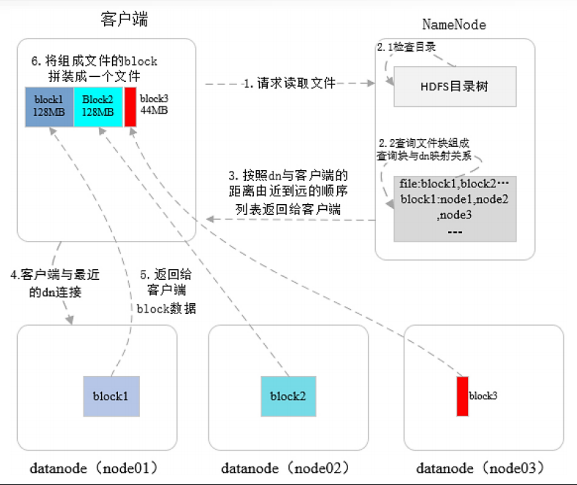 客户端
NameNode
6. 将组成文件的block
拼装成一个文件
block1
128MB
Block2
128MB
block3
44MB
1. 请求读取文件
2.1检查目录
HDFS目录树
2.2查询文件块组成
查询块与dn映射关系
file:block1,block2…
block1:node1,node2
,node3
---
3. 按照dn与客户端的
距离由近到远的顺序
列表返回给客户端
4.客户端与最近
的dn连接
5. 返回给
客户端
block数据
block1
block2
block3
datanode（node01）
datanode（node02）
datanode（node03）